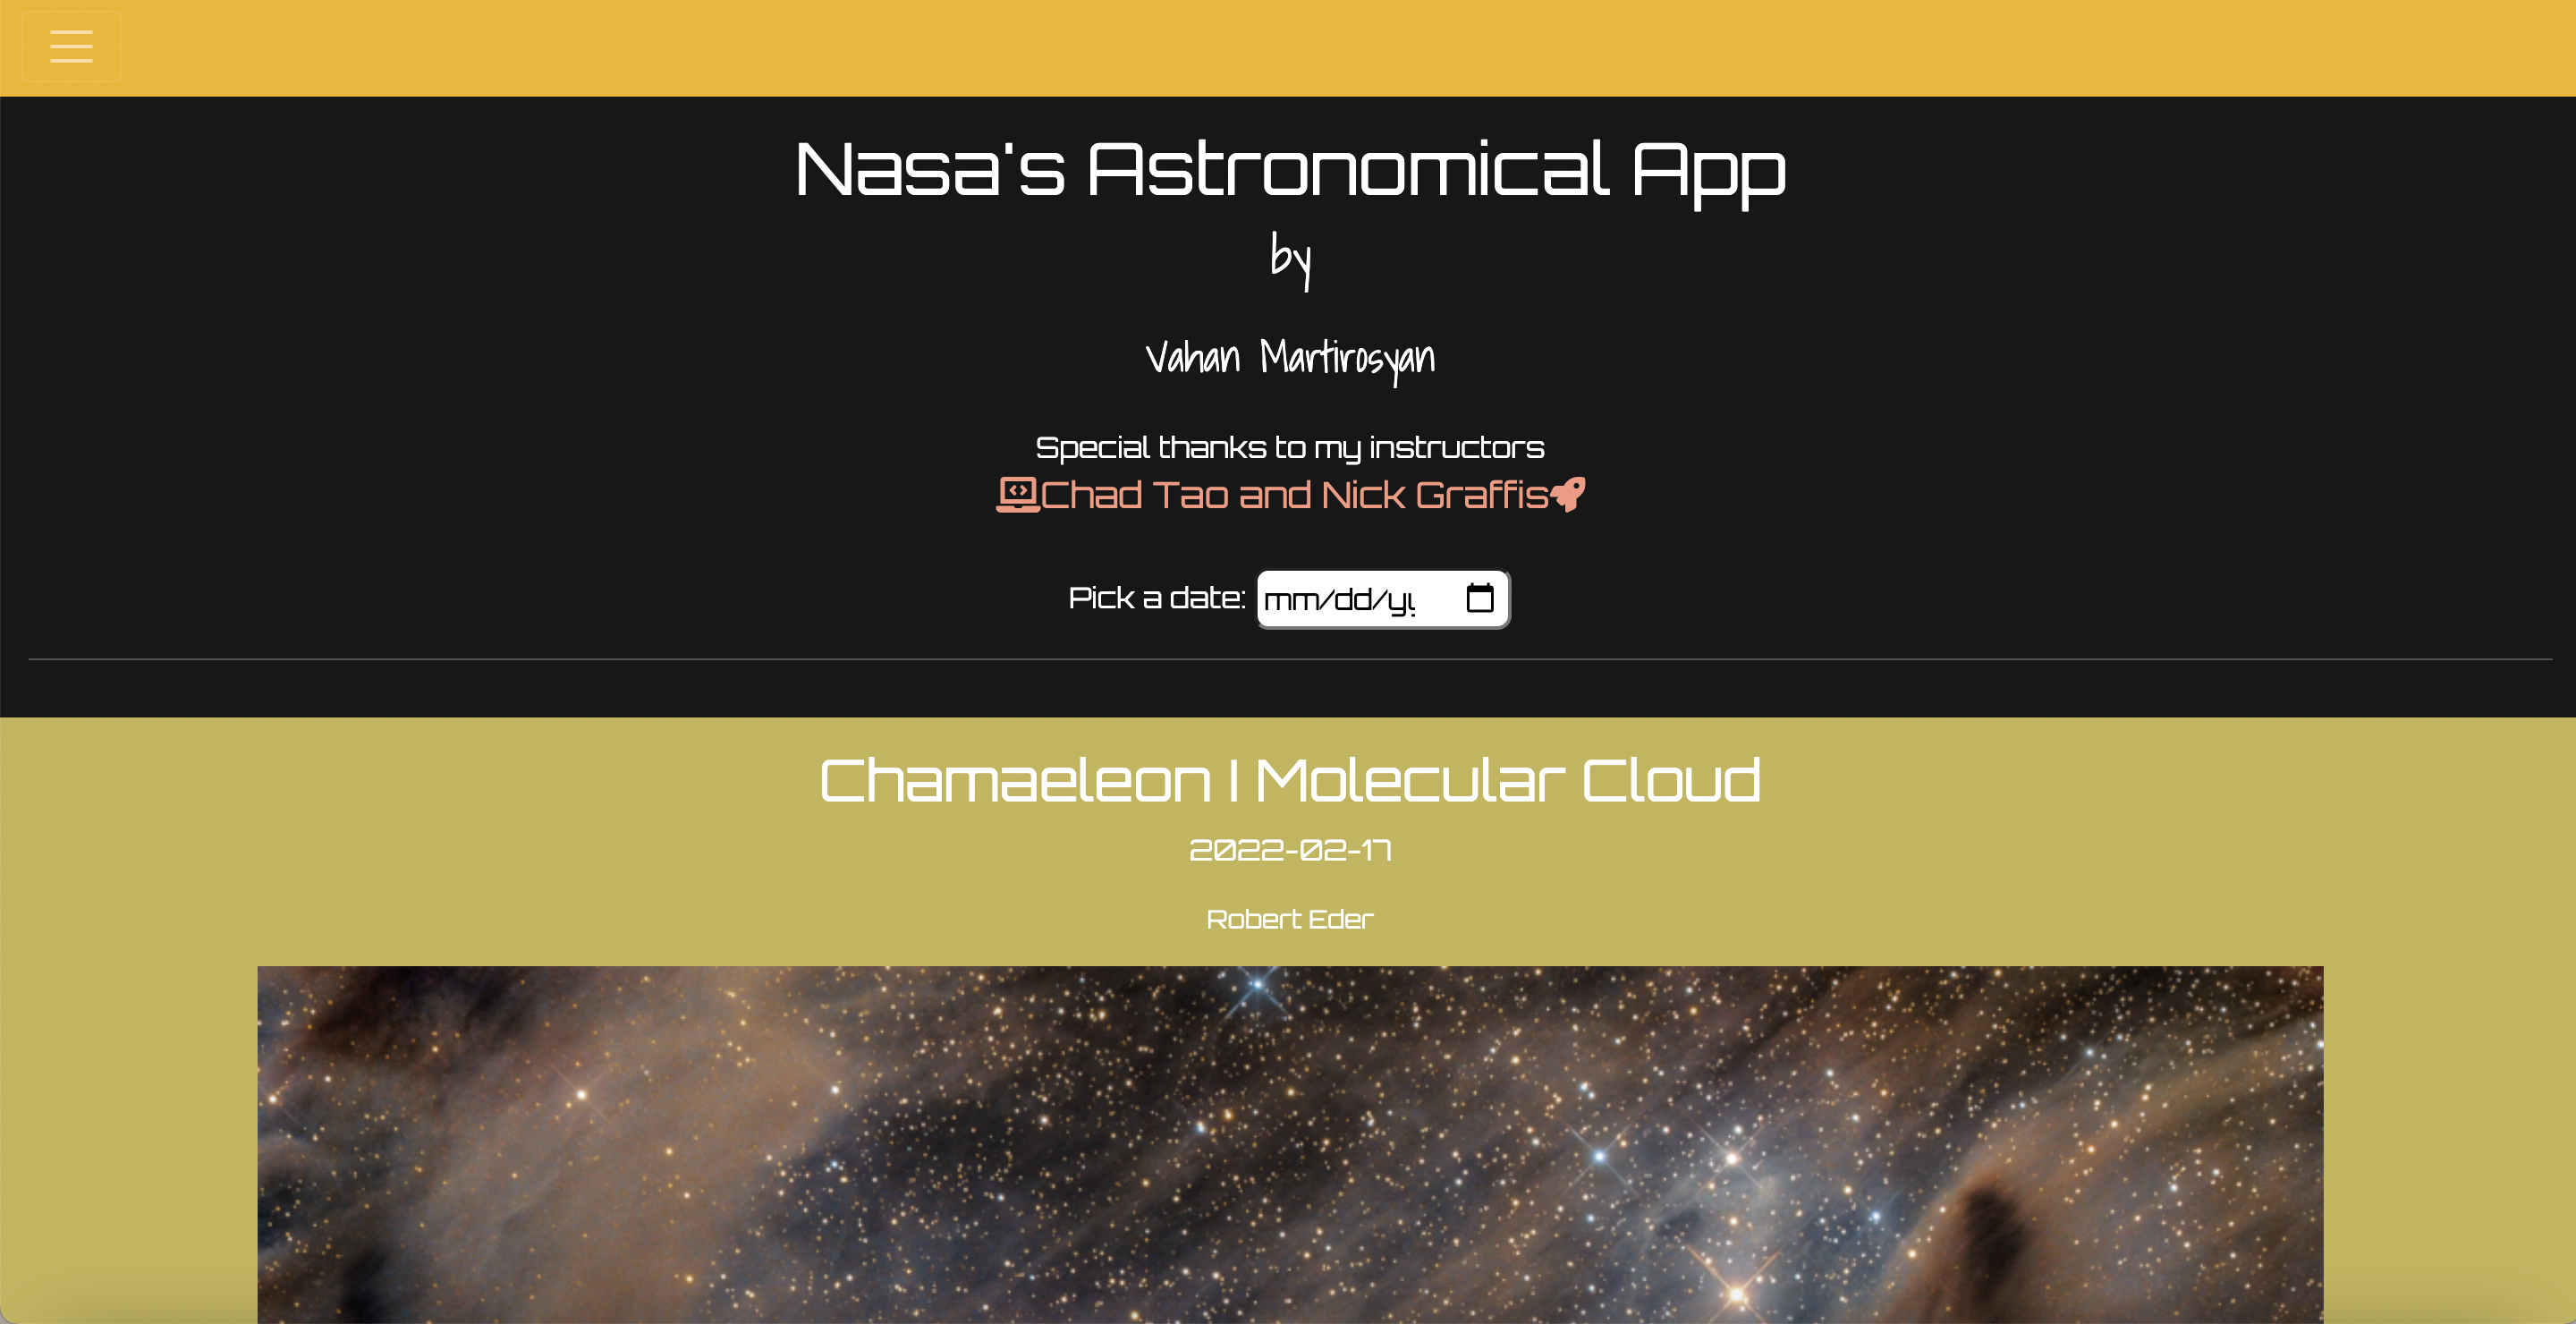 Nasa's Astronomical App
by
Vahan Martirosyan
Special thanks to my instructors
Chad Tao and Nick Graffis
Pick a date: mm/dd/yy
Chamaeleon I Molecular Cloud
2022-02-17
Robert Eder